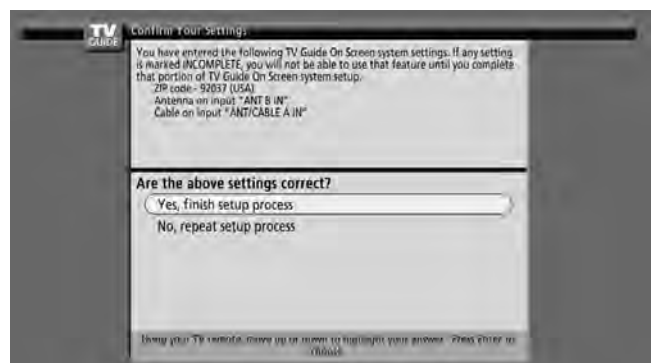 TV
GUIDE
Confirm Your Settings
You have entered the following TV Guide On Screen system settings. If any setting
is marked INCOMPLETE, you will not be able to use that feature until you complete
that portion of TV Guide On Screen system setup.
ZIP code - 92037 (USA)
Antenna on input "ANT B IN"
Cable on input "ANT/CABLE A IN"
Are the above settings correct?
Yes, finish setup process
No, repeat setup process
Using your TV remote, move up or down to highlight your answer. Press Enter to